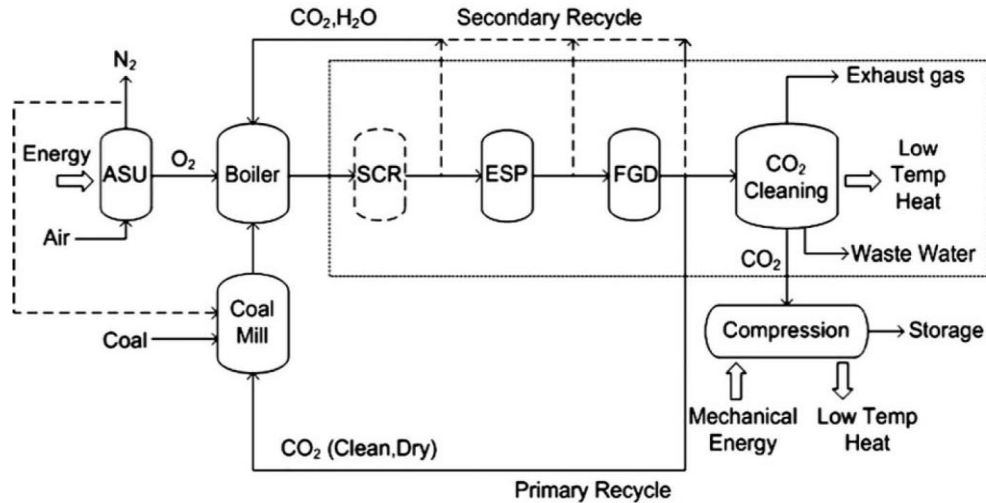 CO₂,H₂O
Secondary Recycle
N₂
Exhaust gas
Energy
ASU
O₂
Boiler
SCR
ESP
FGD
CO₂
Cleaning
Low
Temp
Heat
Air
CO₂
Waste Water
Coal
Mill
Coal
Compression
Storage
Mechanical
Energy
Low Temp
Heat
CO₂ (Clean,Dry)
Primary Recycle